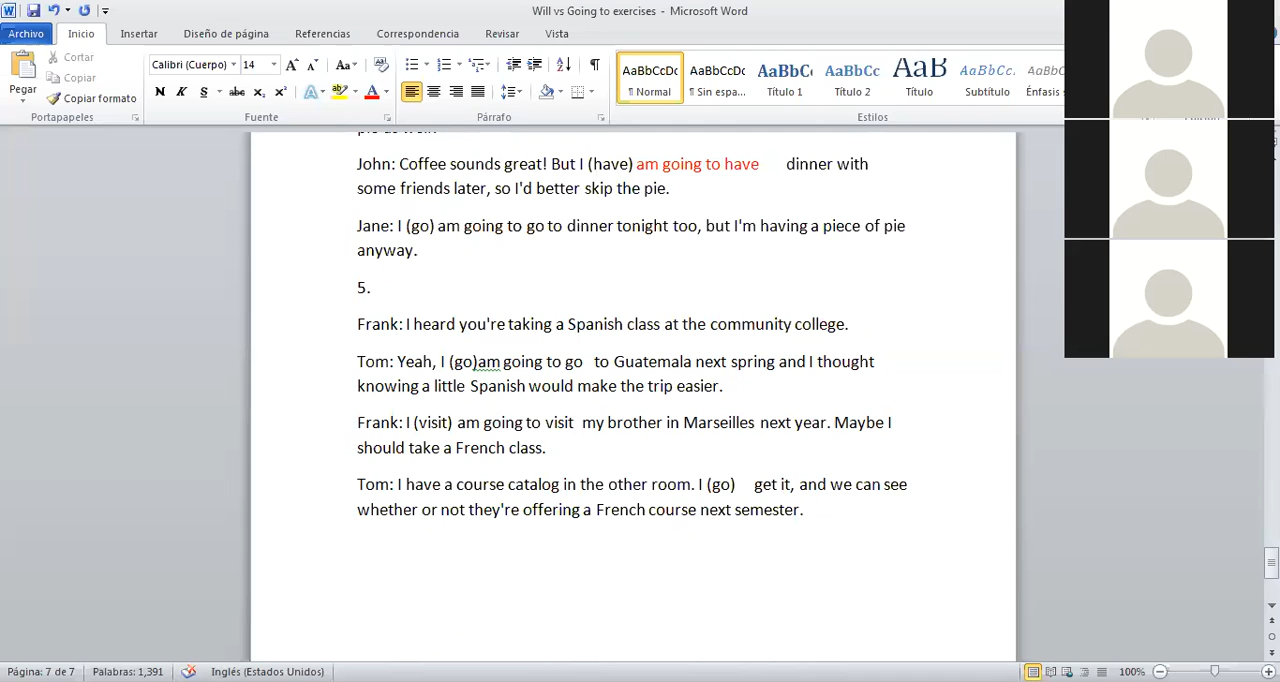 Will vs Going to exercises - Microsoft Word
Archivo Inicio Insertar Diseño de página Referencias Correspondencia Revisar Vista
Cortar
Copiar
Copiar formato
Pegar
Portapapeles
Calibri (Cuerpo) 14
N K S abc x₂ x²
Fuente
Párrafo
AaBbCcDc AaBbCcDc AaBbC AaBbCc AaB AaBbCc. AaBbCc
¶ Normal ¶ Sin espa... Título 1 Título 2 Título Subtítulo Énfasis
Estilos
John: Coffee sounds great! But I (have) am going to have dinner with
some friends later, so I'd better skip the pie.
Jane: I (go) am going to go to dinner tonight too, but I'm having a piece of pie
anyway.
5.
Frank: I heard you're taking a Spanish class at the community college.
Tom: Yeah, I (go)am going to go to Guatemala next spring and I thought
knowing a little Spanish would make the trip easier.
Frank: I (visit) am going to visit my brother in Marseilles next year. Maybe I
should take a French class.
Tom: I have a course catalog in the other room. I (go) get it, and we can see
whether or not they're offering a French course next semester.
Página: 7 de 7 Palabras: 1,391 Inglés (Estados Unidos) 100%